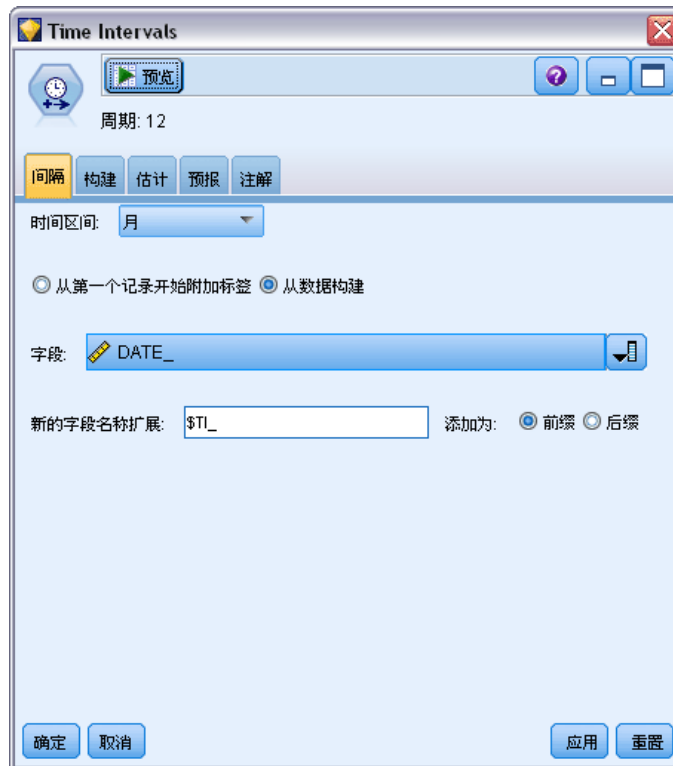 Time Intervals
预览
周期: 12
间隔 构建 估计 预报 注解
时间区间: 月
从第一个记录开始附加标签 从数据构建
字段: DATE_
新的字段名称扩展: $TI_ 添加为: 前缀 后缀
确定 取消 应用 重置